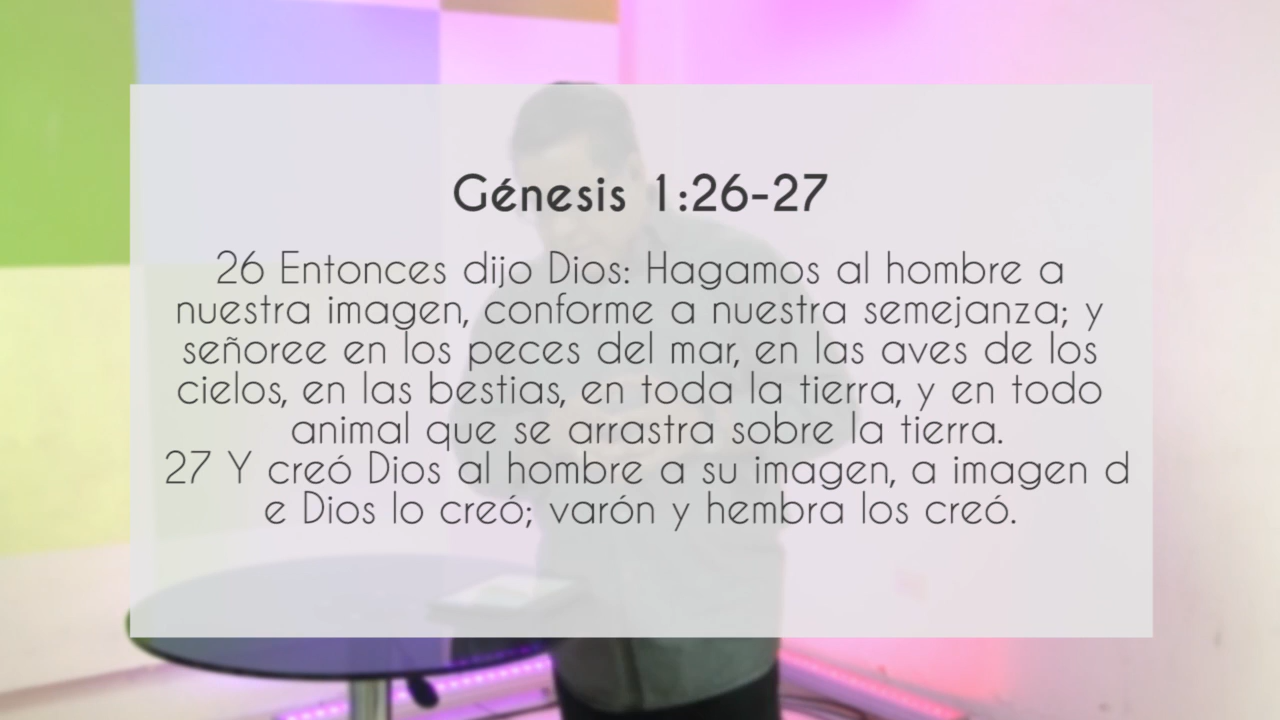 Génesis 1:26-27
26 Entonces dijo Dios: Hagamos al hombre a
nuestra imagen, conforme a nuestra semejanza; y
señoree en los peces del mar, en las aves de los
cielos, en las bestias, en toda la tierra, y en todo
animal que se arrastra sobre la tierra.
27 Y creó Dios al hombre a su imagen, a imagen d
e Dios lo creó; varón y hembra los creó.